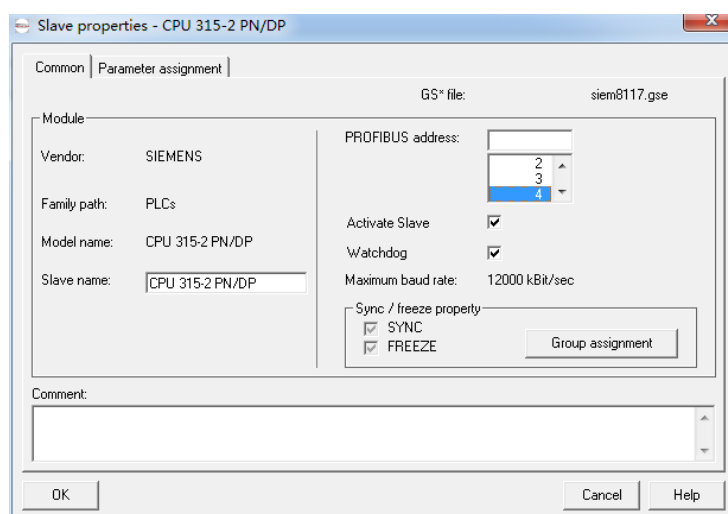 Slave properties - CPU 315-2 PN/DP
Common
Parameter assignment
GS* file:
siem8117.gse
Module
Vendor:
SIEMENS
Family path:
PLCs
Model name:
CPU 315-2 PN/DP
Slave name:
CPU 315-2 PN/DP
PROFIBUS address:
2
3
4
Activate Slave
Watchdog
Maximum baud rate:
12000 kBit/sec
Sync / freeze property
SYNC
FREEZE
Group assignment
Comment:
OK
Cancel
Help